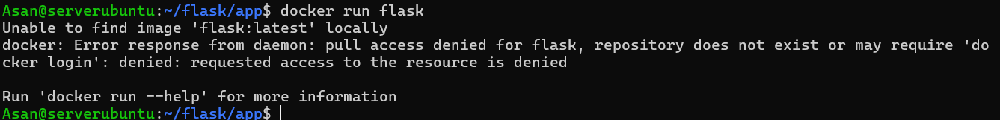 Asan@serverubuntu:~/flask/app$ docker run flask
Unable to find image 'flask:latest' locally
docker: Error response from daemon: pull access denied for flask, repository does not exist or may require 'do
cker login': denied: requested access to the resource is denied

Run 'docker run --help' for more information
Asan@serverubuntu:~/flask/app$